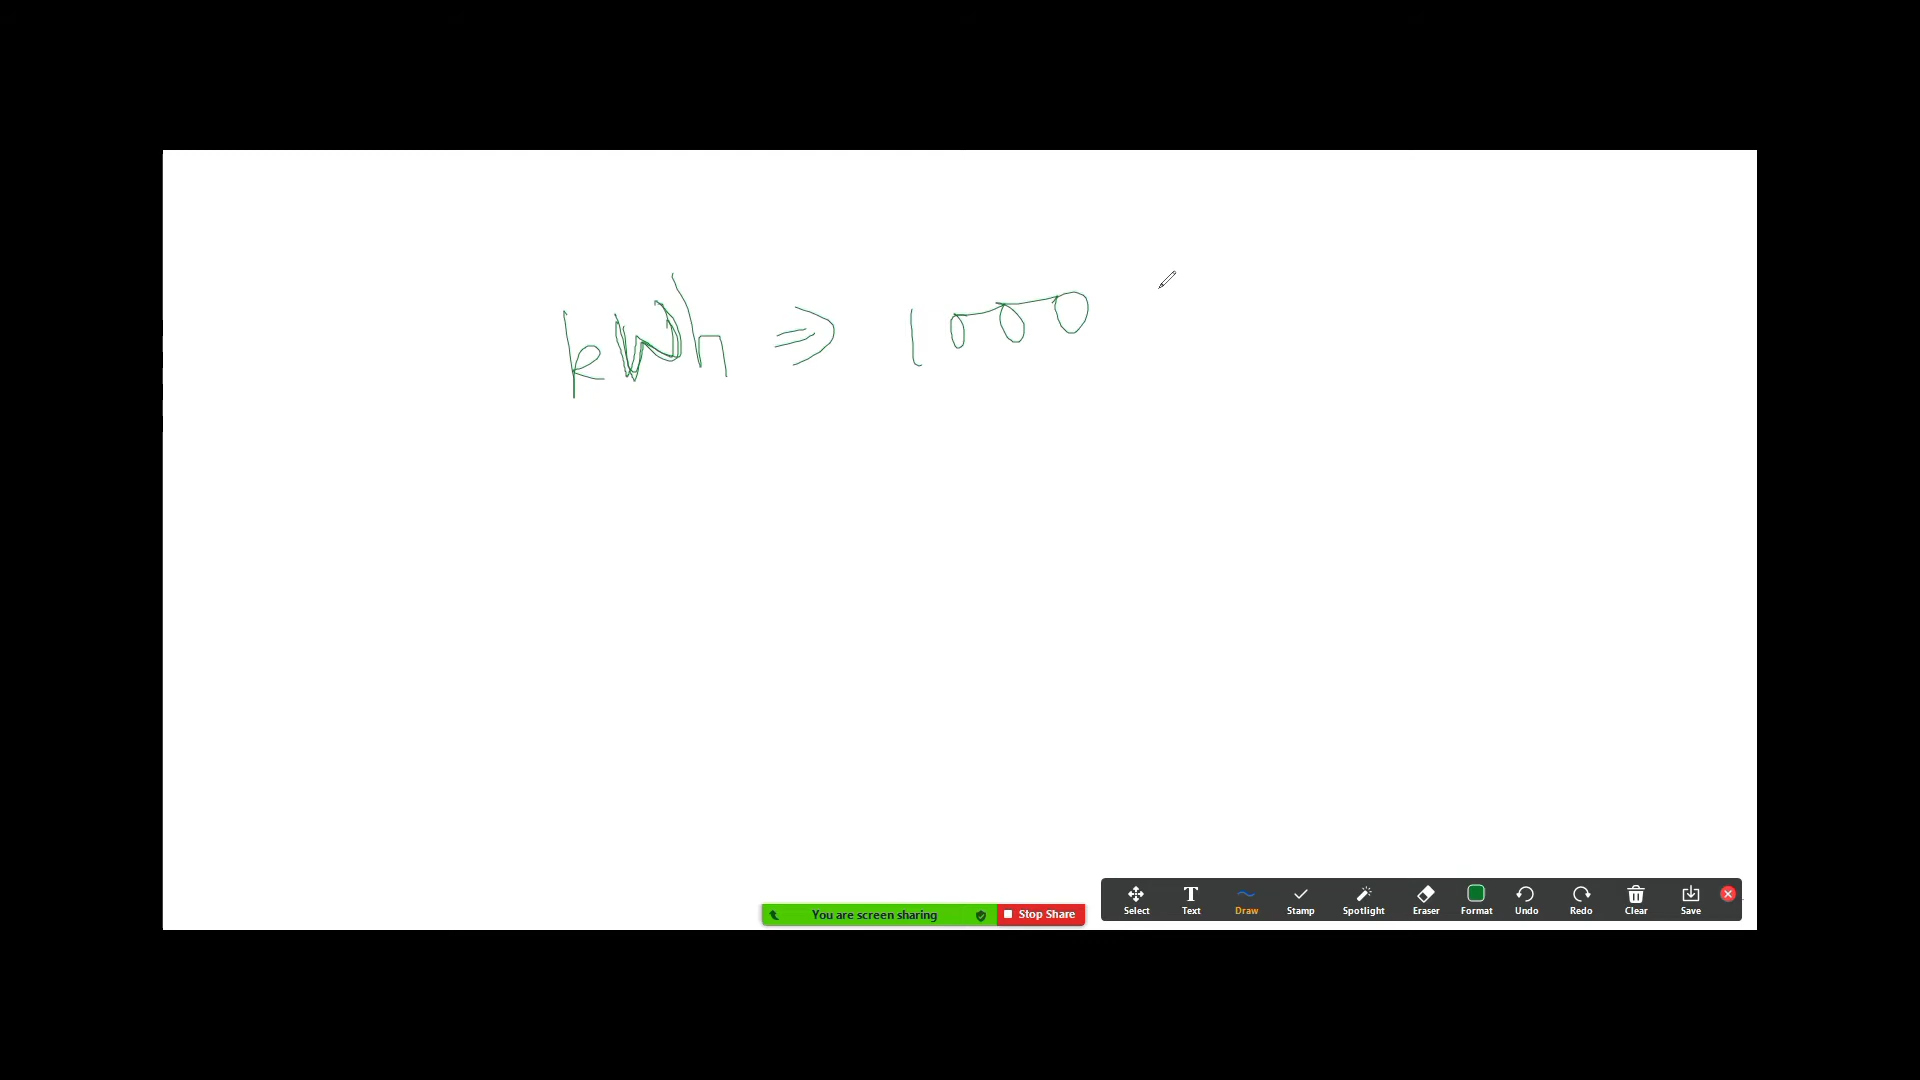 kWh ⇒ 1000
You are screen sharing Stop Share
Select Text Draw Stamp Spotlight Eraser Format Undo Redo Clear Save